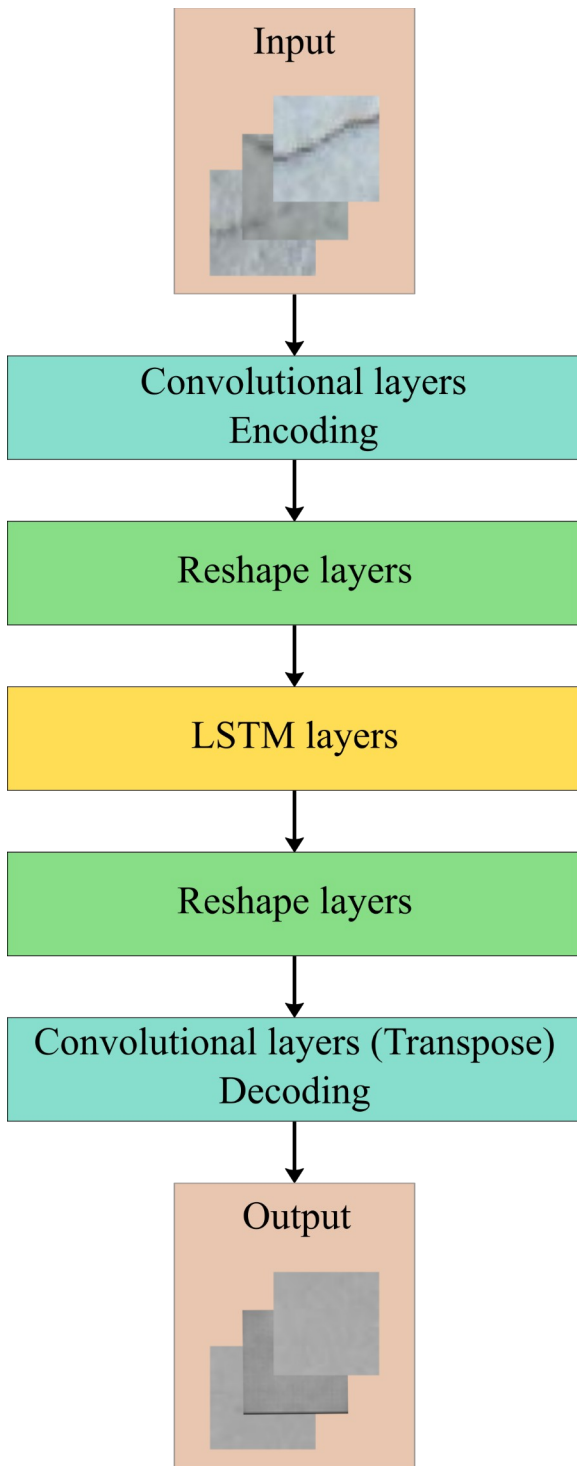 Input
Convolutional layers
Encoding
Reshape layers
LSTM layers
Reshape layers
Convolutional layers (Transpose)
Decoding
Output